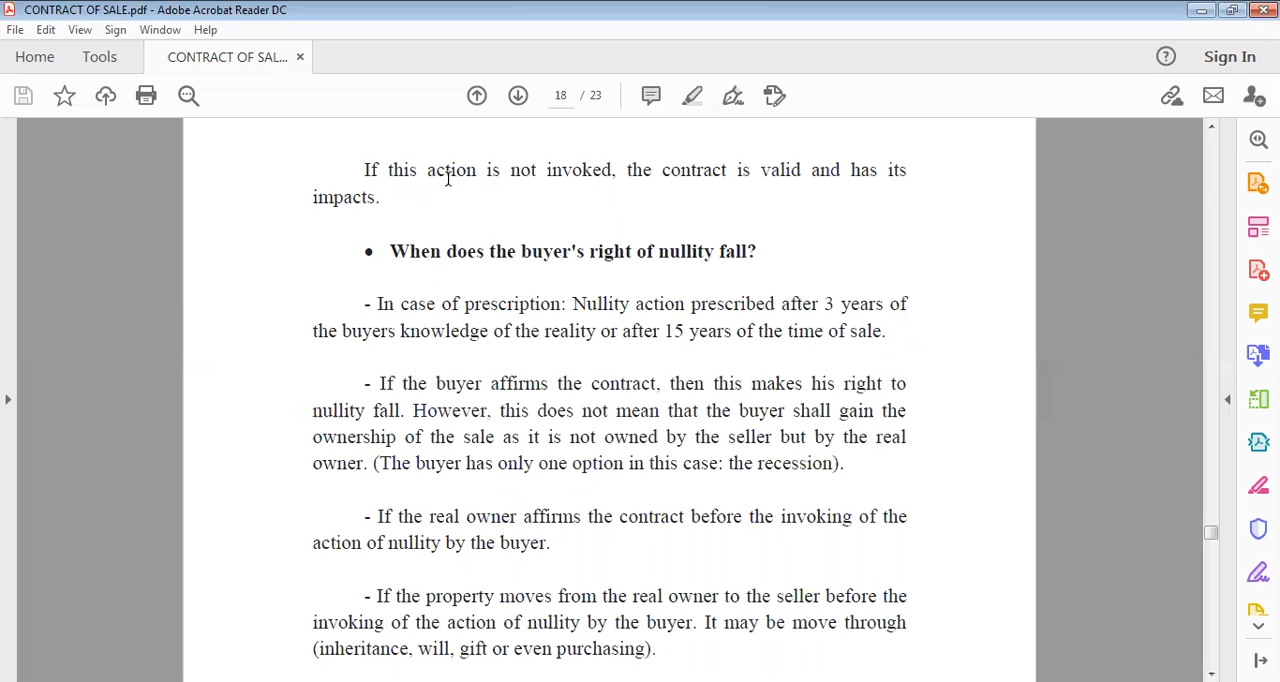 CONTRACT OF SALE.pdf - Adobe Acrobat Reader DC
File Edit View Sign Window Help
Home Tools CONTRACT OF SAL... × ? Sign In
18 / 23
If this action is not invoked, the contract is valid and has its
impacts.
• When does the buyer's right of nullity fall?
- In case of prescription: Nullity action prescribed after 3 years of
the buyers knowledge of the reality or after 15 years of the time of sale.
- If the buyer affirms the contract, then this makes his right to
nullity fall. However, this does not mean that the buyer shall gain the
ownership of the sale as it is not owned by the seller but by the real
owner. (The buyer has only one option in this case: the recession).
- If the real owner affirms the contract before the invoking of the
action of nullity by the buyer.
- If the property moves from the real owner to the seller before the
invoking of the action of nullity by the buyer. It may be move through
(inheritance, will, gift or even purchasing).